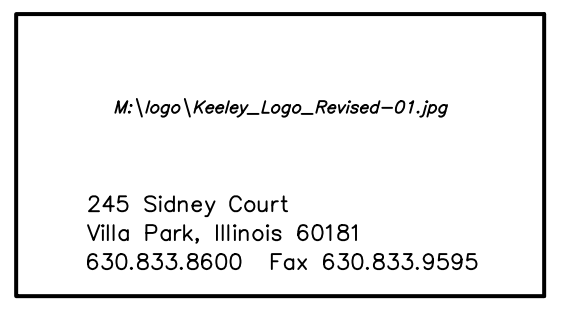 M:\logo\Keeley_Logo_Revised-01.jpg
245 Sidney Court
Villa Park, Illinois 60181
630.833.8600 Fax 630.833.9595